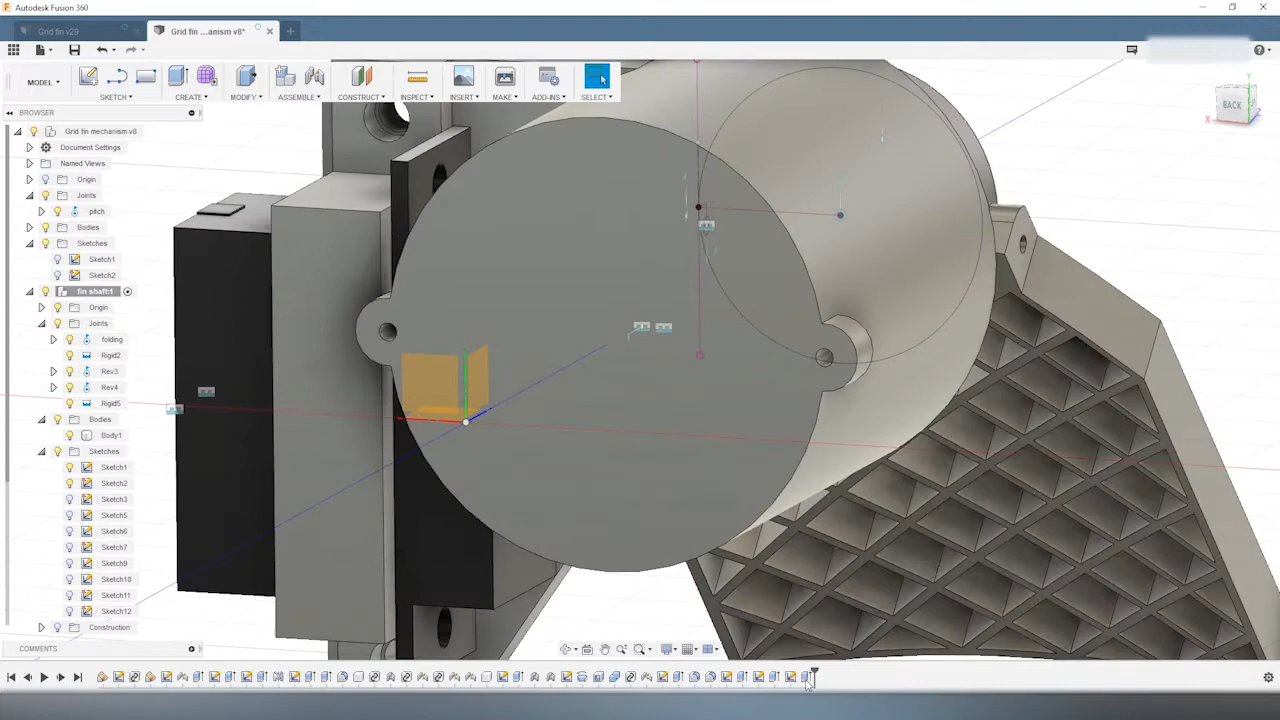 Autodesk Fusion 360
Grid fin v29
Grid fin ...anism v8*
MODEL
SKETCH
CREATE
MODIFY
ASSEMBLE
CONSTRUCT
INSPECT
INSERT
MAKE
ADD-INS
SELECT
BROWSER
Grid fin mechanism v8
Document Settings
Named Views
Origin
Joints
pitch
Bodies
Sketches
Sketch1
Sketch2
fin shaft:1
Origin
Joints
folding
Rigid2
Rev3
Rev4
Rigid5
Bodies
Body1
Sketches
Sketch1
Sketch2
Sketch3
Sketch5
Sketch6
Sketch7
Sketch9
Sketch10
Sketch11
Sketch12
Construction
COMMENTS
BACK
X
Y
Z